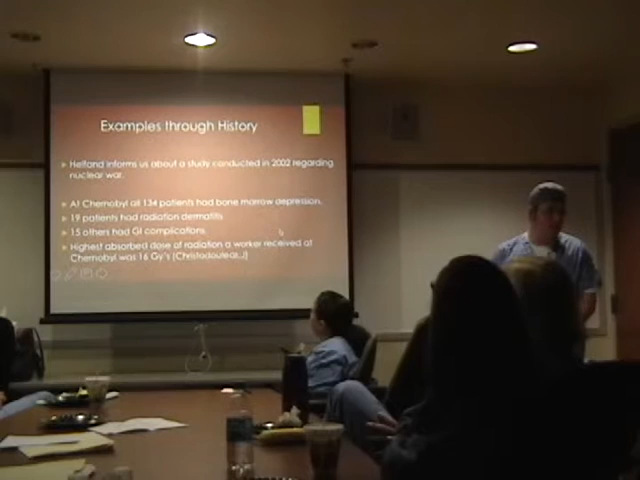 Examples through History
Helfand informs us about a study conducted in 2002 regarding
nuclear war.
At Chernobyl all 134 patients had bone marrow depression.
19 patients had radiation dermatitis
15 others had GI complications.
Highest absorbed dose of radiation a worker received at
Chernobyl was 16 Gy's